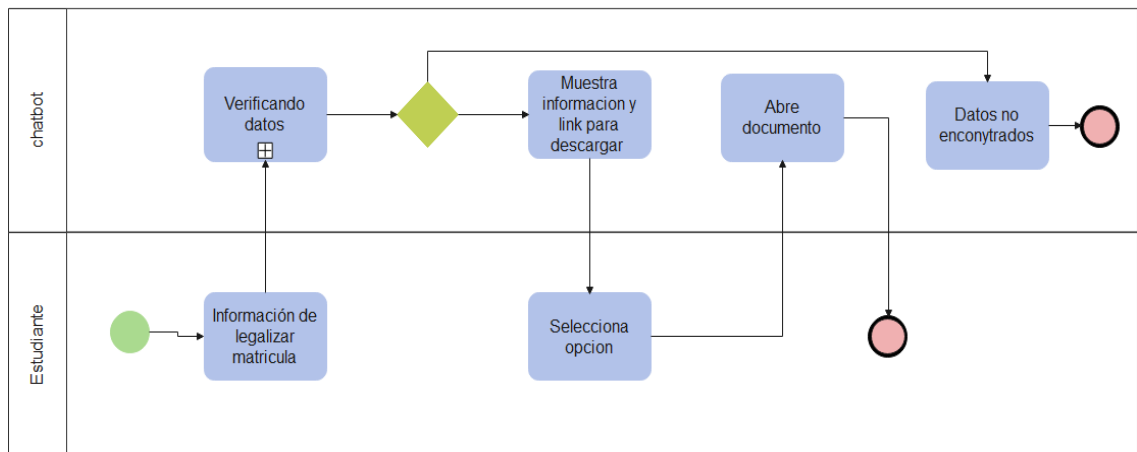 chatbot
Verificando
datos
Muestra
informacion y
link para
descargar
Abre
documento
Datos no
enconytrados
Estudiante
Información de
legalizar
matricula
Selecciona
opcion